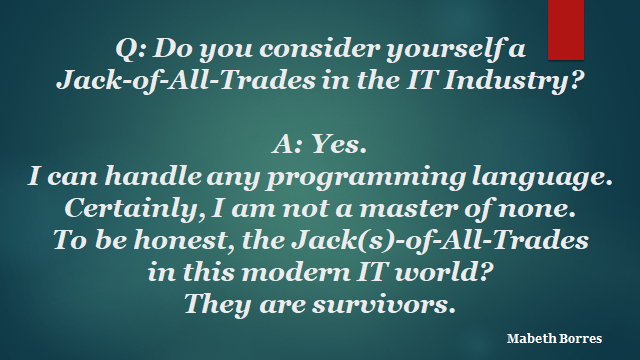 Q: Do you consider yourself a
Jack-of-All-Trades in the IT Industry?
A: Yes.
I can handle any programming language.
Certainly, I am not a master of none.
To be honest, the Jack(s)-of-All-Trades
in this modern IT world?
They are survivors.
Mabeth Borres